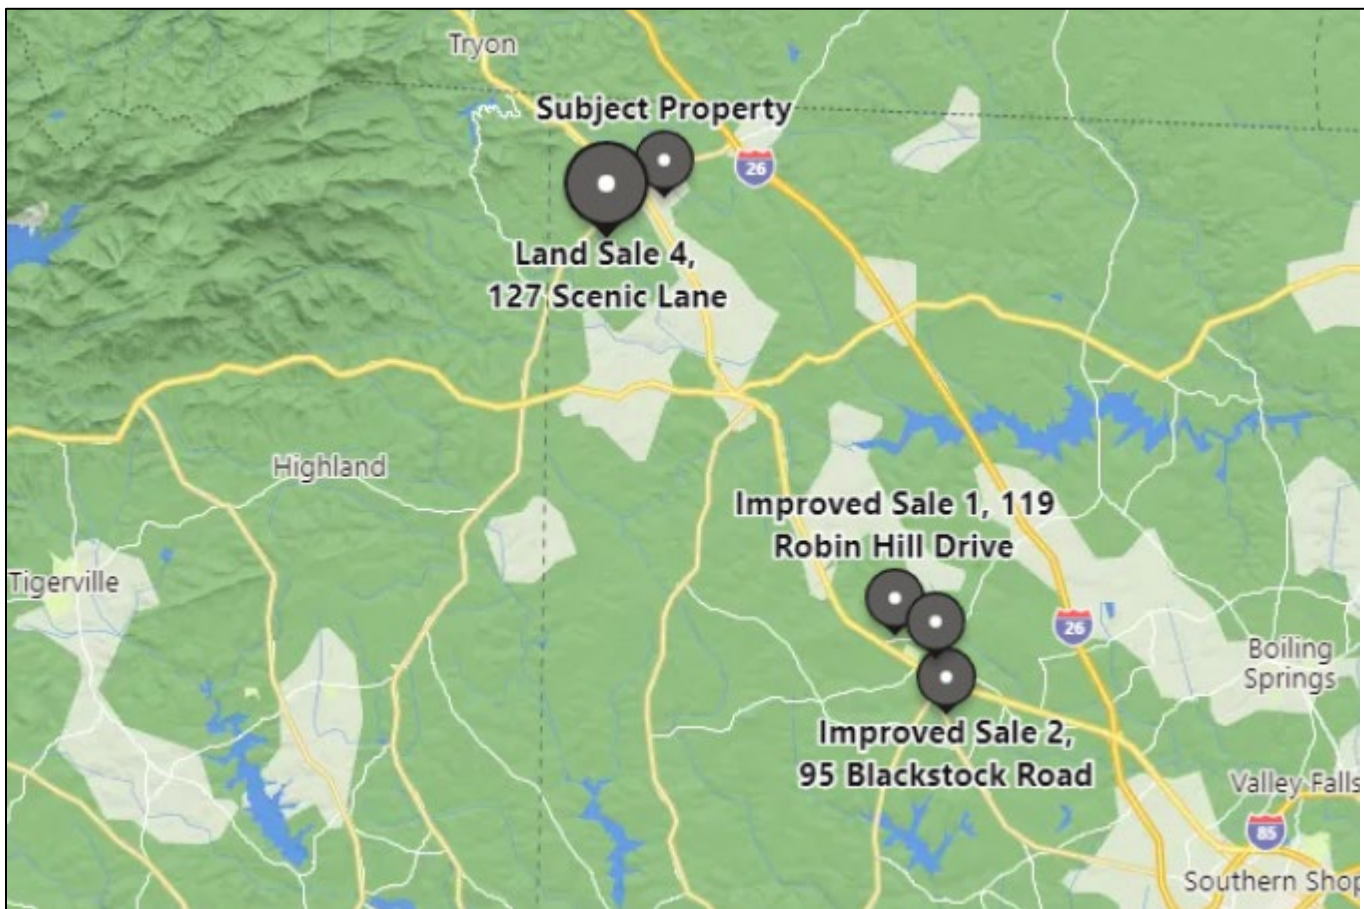 Tryon
Subject Property
26
Land Sale 4,
127 Scenic Lane
Highland
Improved Sale 1, 119
Robin Hill Drive
Tigerville
26
Boiling
Springs
Improved Sale 2,
95 Blackstock Road
Valley Falls
85
Southern Shop